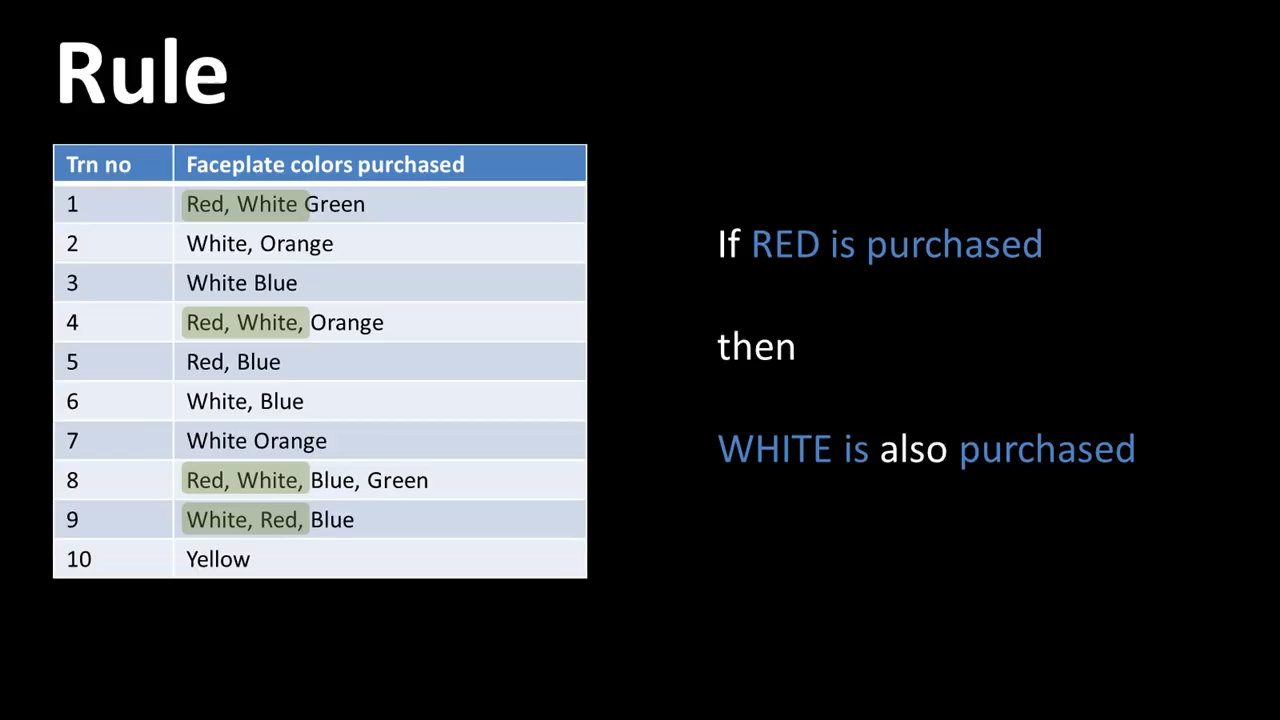 Rule
Trn no Faceplate colors purchased
1 Red, White Green
2 White, Orange
3 White Blue
4 Red, White, Orange
5 Red, Blue
6 White, Blue
7 White Orange
8 Red, White, Blue, Green
9 White, Red, Blue
10 Yellow
If RED is purchased
then
WHITE is also purchased